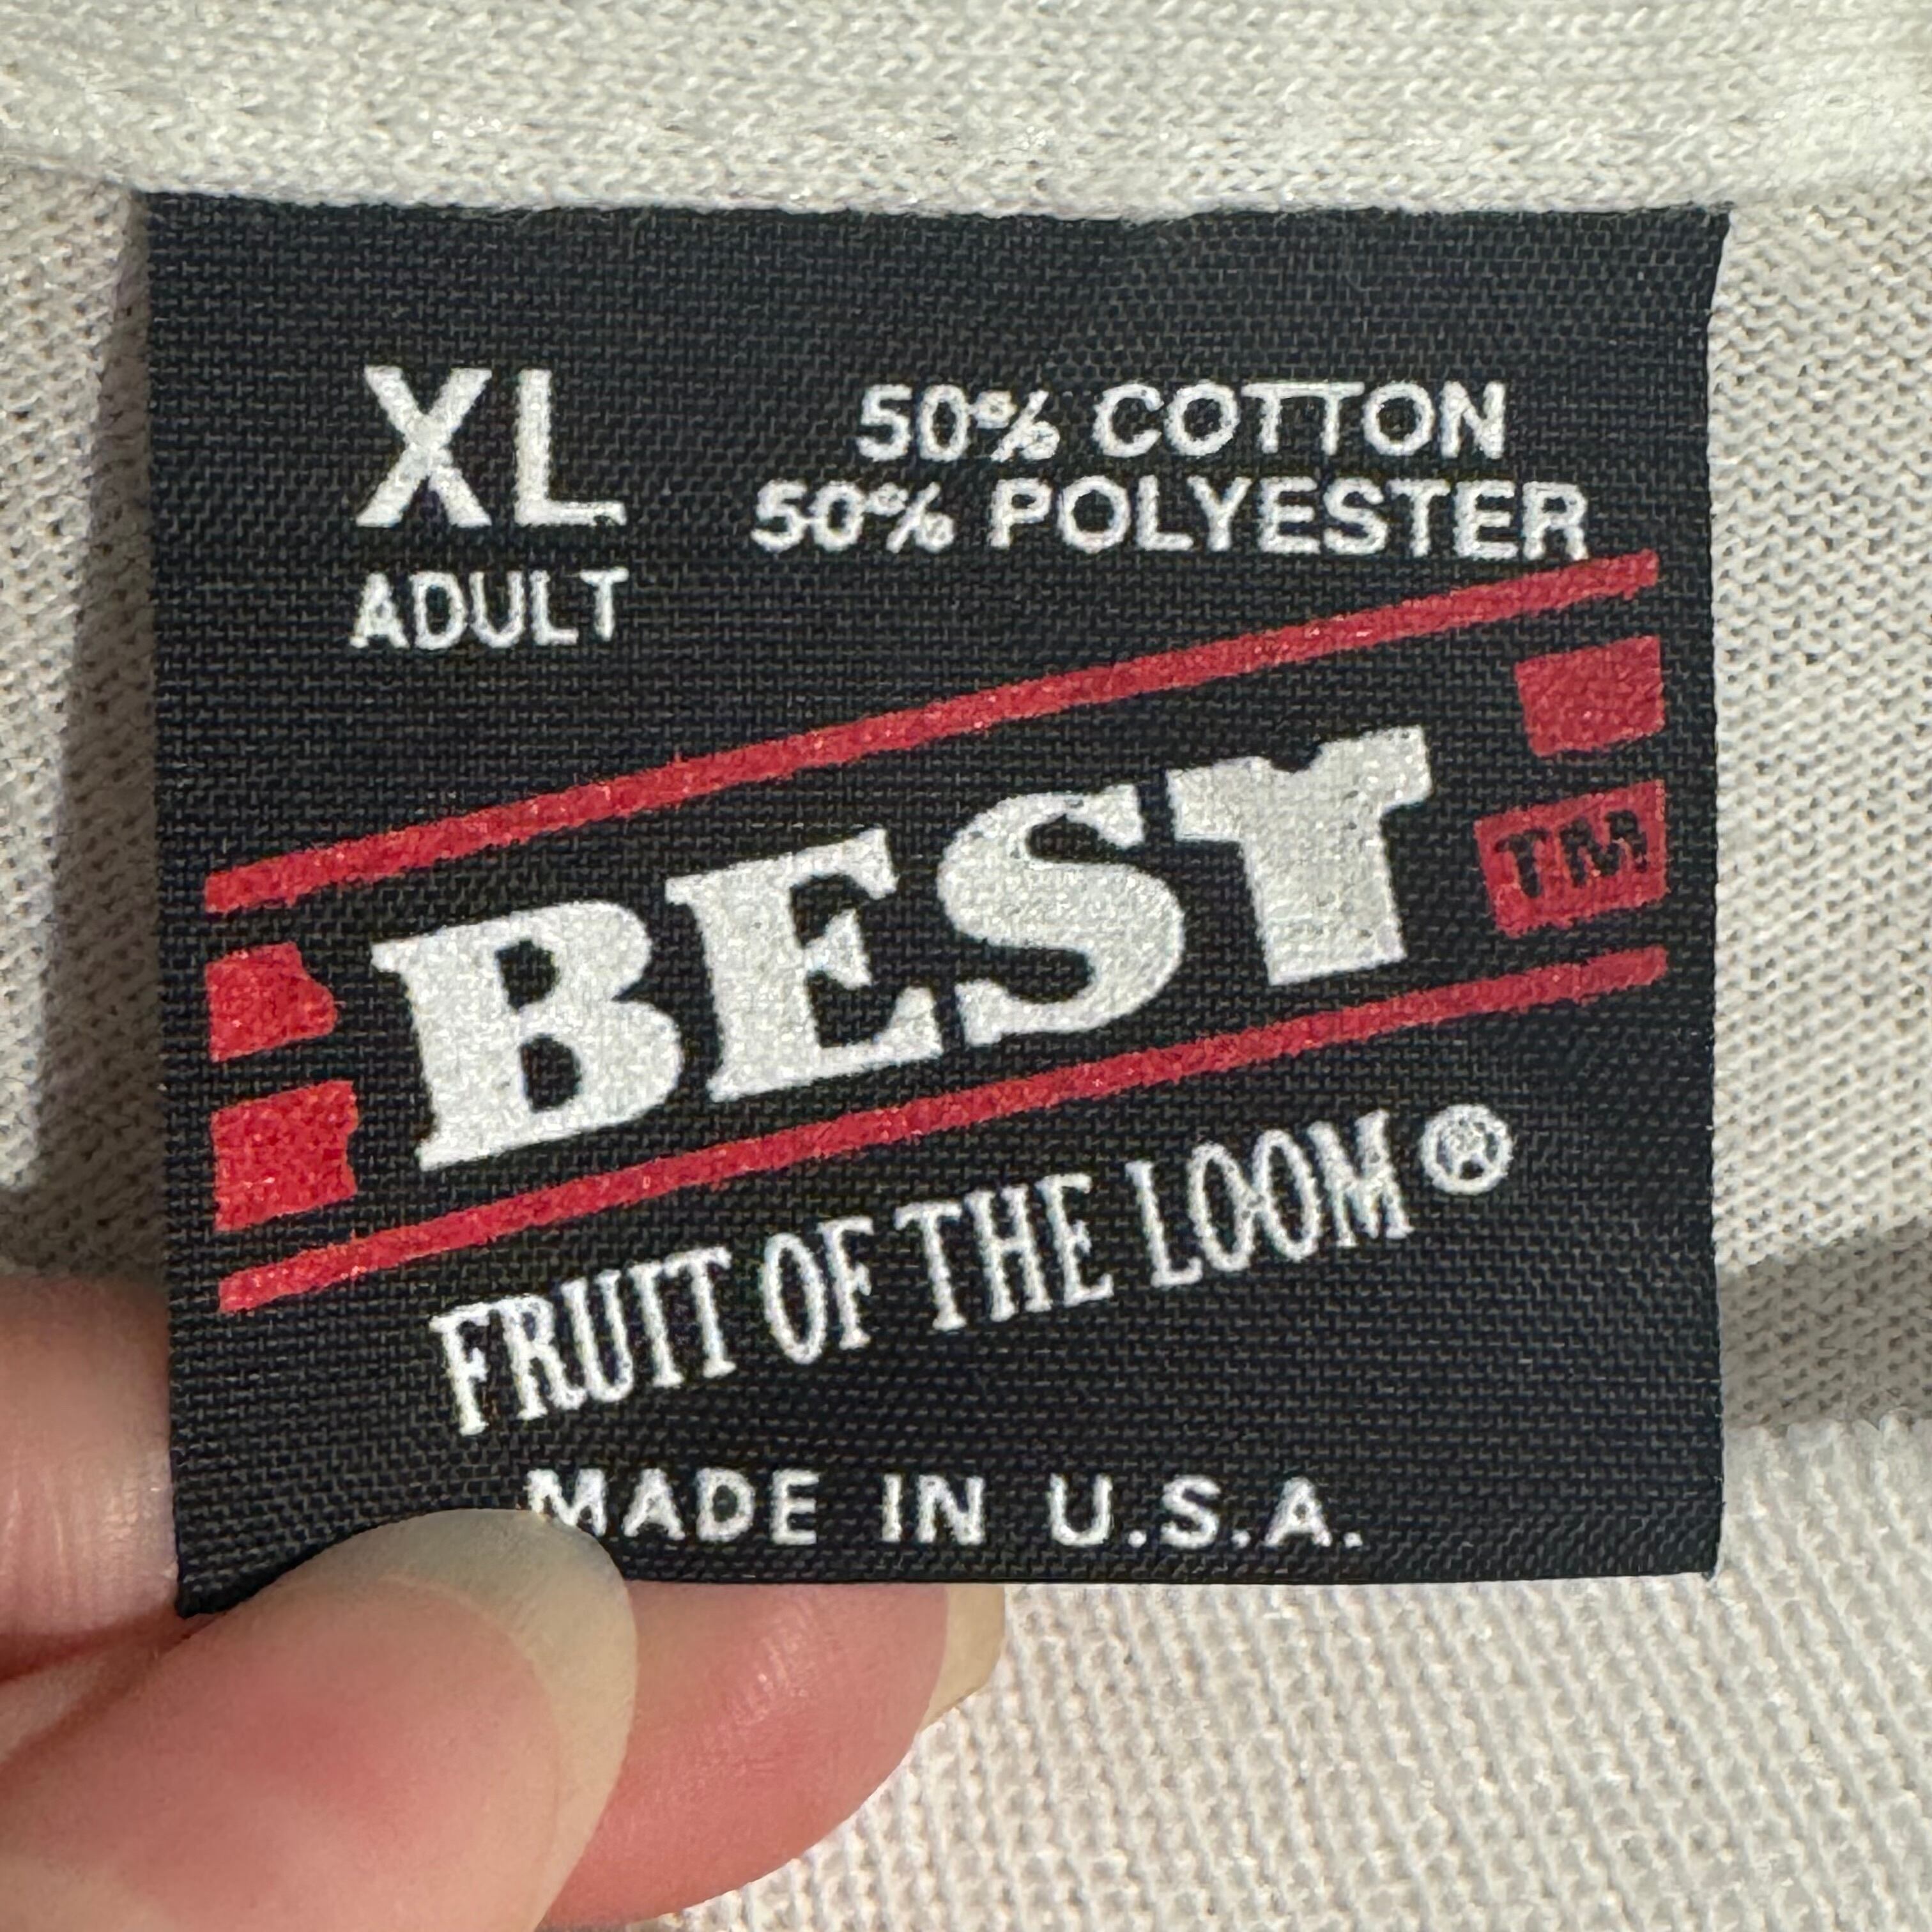 XL
ADULT
50% COTTON
50% POLYESTER
BEST
TM
FRUIT OF THE LOOM®
MADE IN U.S.A.